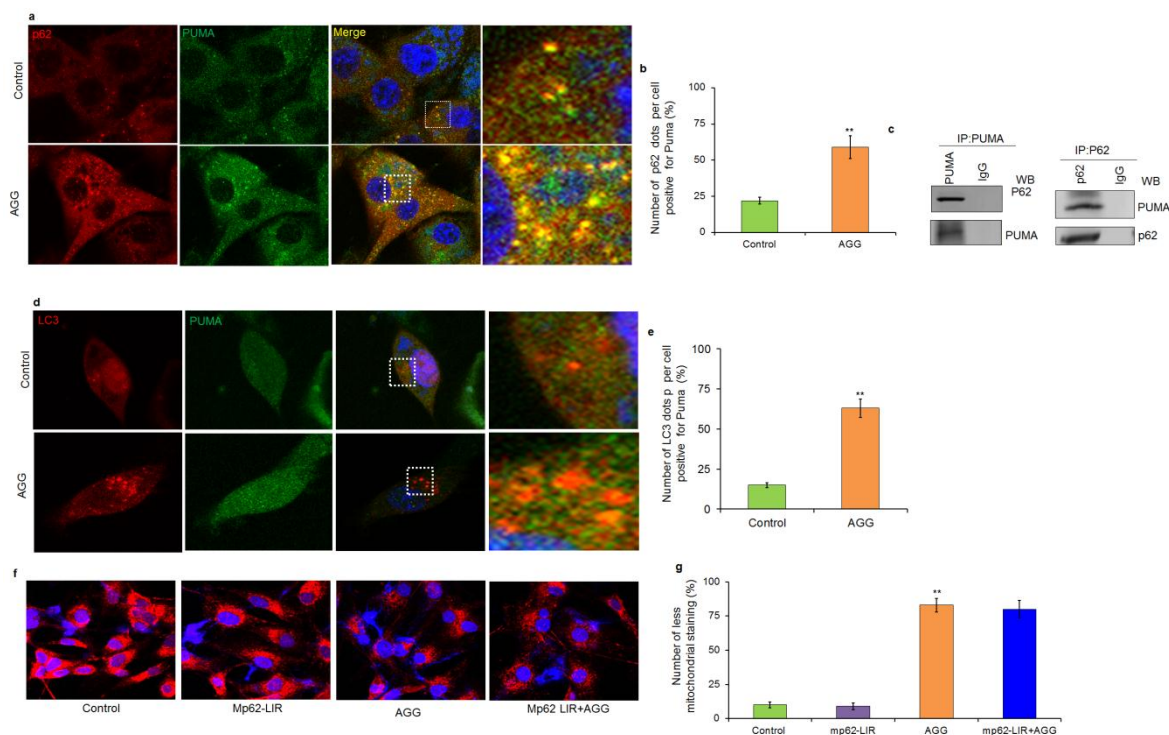 a
p62
PUMA
Merge
Control
AGG
b
Number of p62 dots per cell
positive for Puma (%)
100
75
50
25
0
**
Control
AGG
c
IP:PUMA
PUMA
IgG
WB
P62
PUMA
IP:P62
p62
IgG
WB
PUMA
p62
d
LC3
PUMA
Control
AGG
e
Number of LC3 dots p per cell
positive for Puma (%)
100
75
50
25
0
**
Control
AGG
f
Control
Mp62-LIR
AGG
Mp62 LIR+AGG
g
Number of less
mitochondrial staining (%)
100
75
50
25
0
**
Control
mp62-LIR
AGG
mp62-LIR+AGG